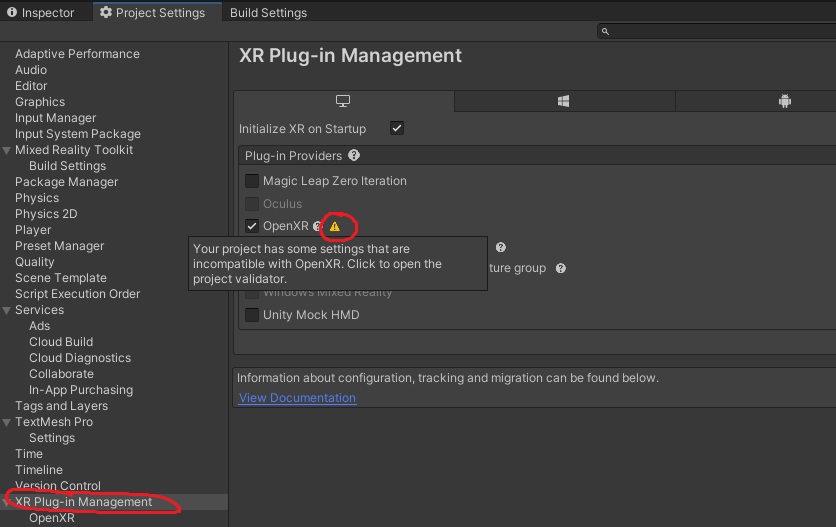 Inspector
Project Settings
Build Settings
Adaptive Performance
Audio
Editor
Graphics
Input Manager
Input System Package
Mixed Reality Toolkit
Build Settings
Package Manager
Physics
Physics 2D
Player
Preset Manager
Quality
Scene Template
Script Execution Order
Services
Ads
Cloud Build
Cloud Diagnostics
Collaborate
In-App Purchasing
Tags and Layers
TextMesh Pro
Settings
Time
Timeline
Version Control
XR Plug-in Management
OpenXR
XR Plug-in Management
Initialize XR on Startup
Plug-in Providers
Magic Leap Zero Iteration
Oculus
OpenXR
Your project has some settings that are
incompatible with OpenXR. Click to open the
project validator.
ture group
Windows Mixed Reality
Unity Mock HMD
Information about configuration, tracking and migration can be found below.
View Documentation